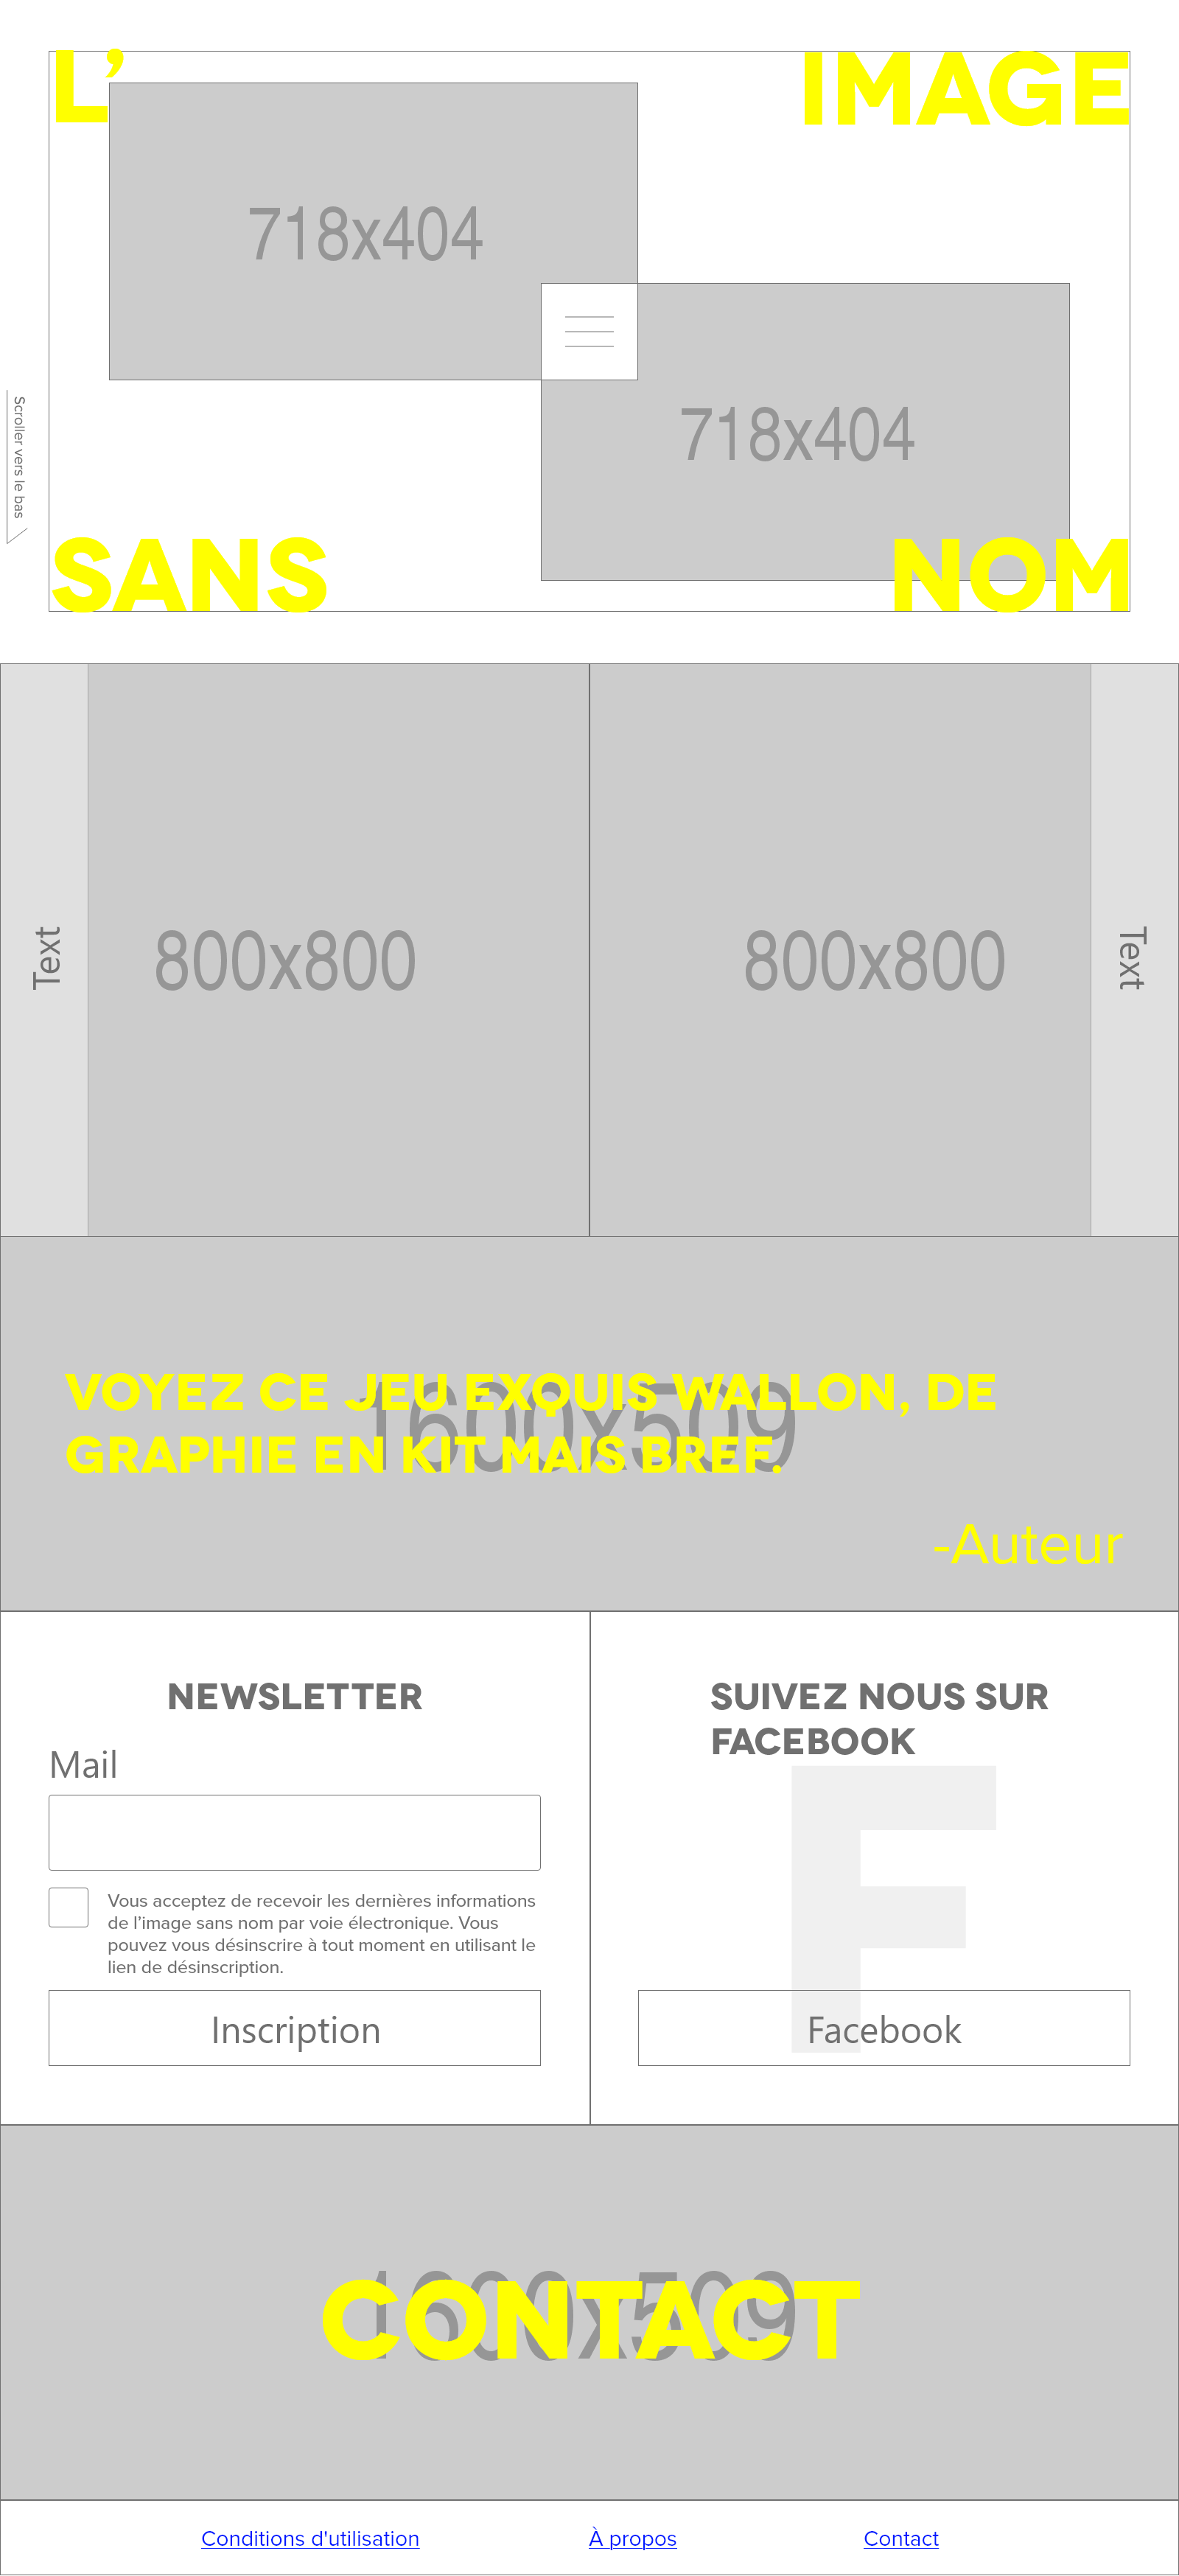 L’
IMAGE
718x404
718x404
Scroller vers le bas
SANS
NOM
Text
800x800
800x800
Text
1600x509
VOYEZ CE JEU EXQUIS WALLON, DE
GRAPHIE EN KIT MAIS BREF.
-Auteur
NEWSLETTER
Mail
Vous acceptez de recevoir les dernières informations
de l’image sans nom par voie électronique. Vous
pouvez vous désinscrire à tout moment en utilisant le
lien de désinscription.
Inscription
SUIVEZ NOUS SUR
FACEBOOK
F
Facebook
1600x509
CONTACT
Conditions d'utilisation
À propos
Contact